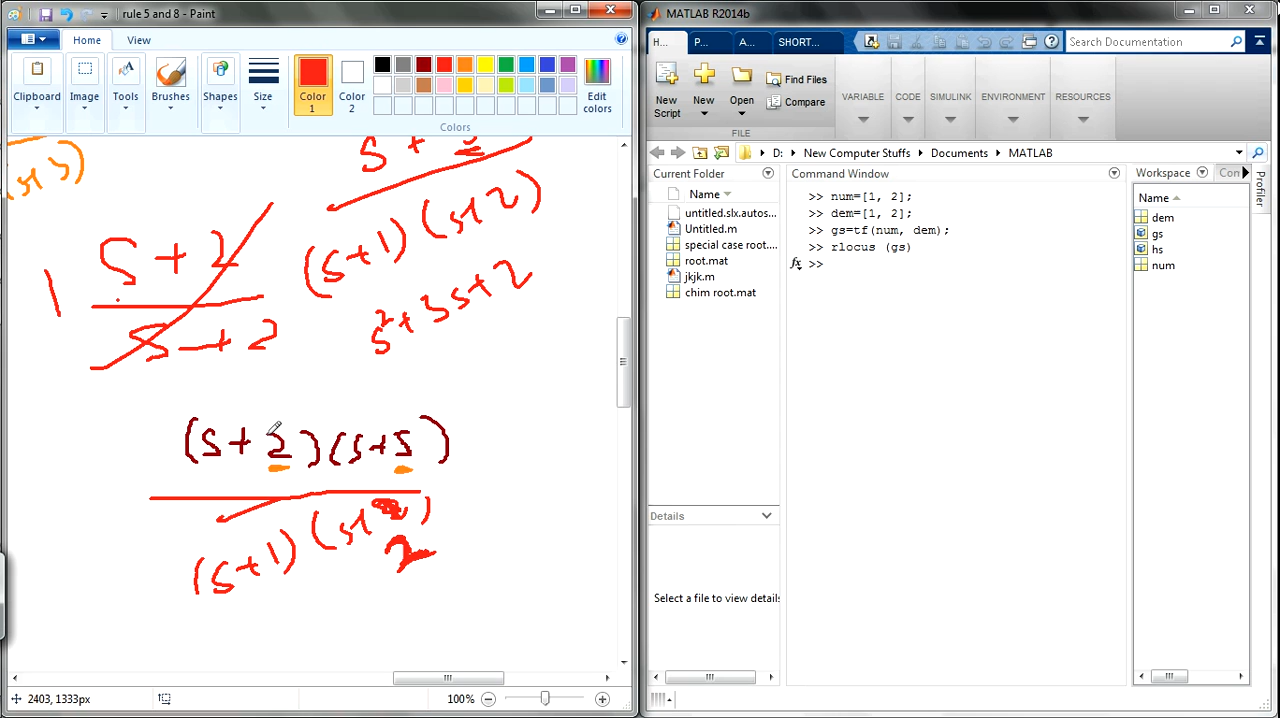 rule 5 and 8 - Paint
MATLAB R2014b
Home View
H... P... A... SHORT...
Search Documentation
Clipboard Image Tools Brushes Shapes Size Color 1 Color 2 Edit colors
Colors
New Script New Open Find Files Compare
FILE
VARIABLE CODE SIMULINK ENVIRONMENT RESOURCES
D: New Computer Stuffs Documents MATLAB
Current Folder
Name
untitled.slx.autos...
Untitled.m
special case root....
root.mat
jkjk.m
chim root.mat
Details
Select a file to view details
Command Window
>> num=[1, 2];
>> dem=[1, 2];
>> gs=tf(num, dem);
>> rlocus (gs)
fx >>
Workspace Con
Name
dem
gs
hs
num
Profiler
s + 2
(s+1)(s+2)
s²+3s+2
1 s + 2
s + 2
(s+2)(s+5)
(s+1)(s+ )
2
2403, 1333px
100%